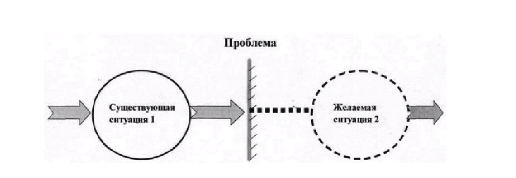 Проблема
Существующая
ситуация 1
Желаемая
ситуация 2